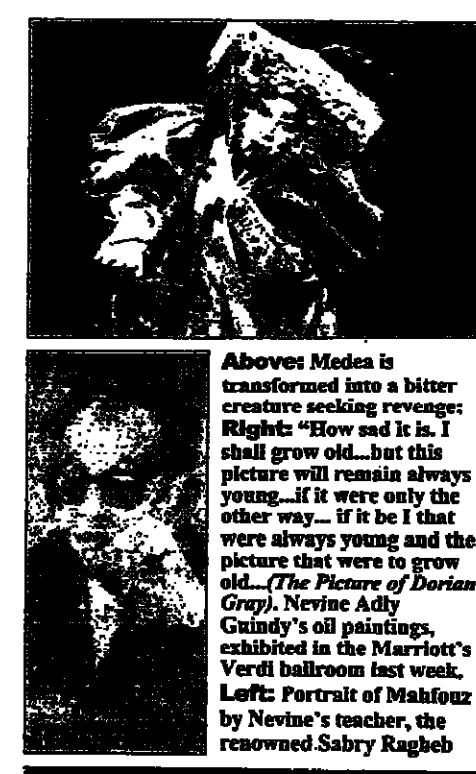 Above: Medea is
transformed into a bitter
creature seeking revenge;
Right: “How sad it is. I
shall grow old...but this
picture will remain always
young...if it were only the
other way... if it be I that
were always young and the
picture that were to grow
old...(The Picture of Dorian
Gray). Nevine Adly
Guindy’s oil paintings,
exhibited in the Marriott’s
Verdi ballroom last week.
Left: Portrait of Mahfouz
by Nevine’s teacher, the
renowned Sabry Ragheb